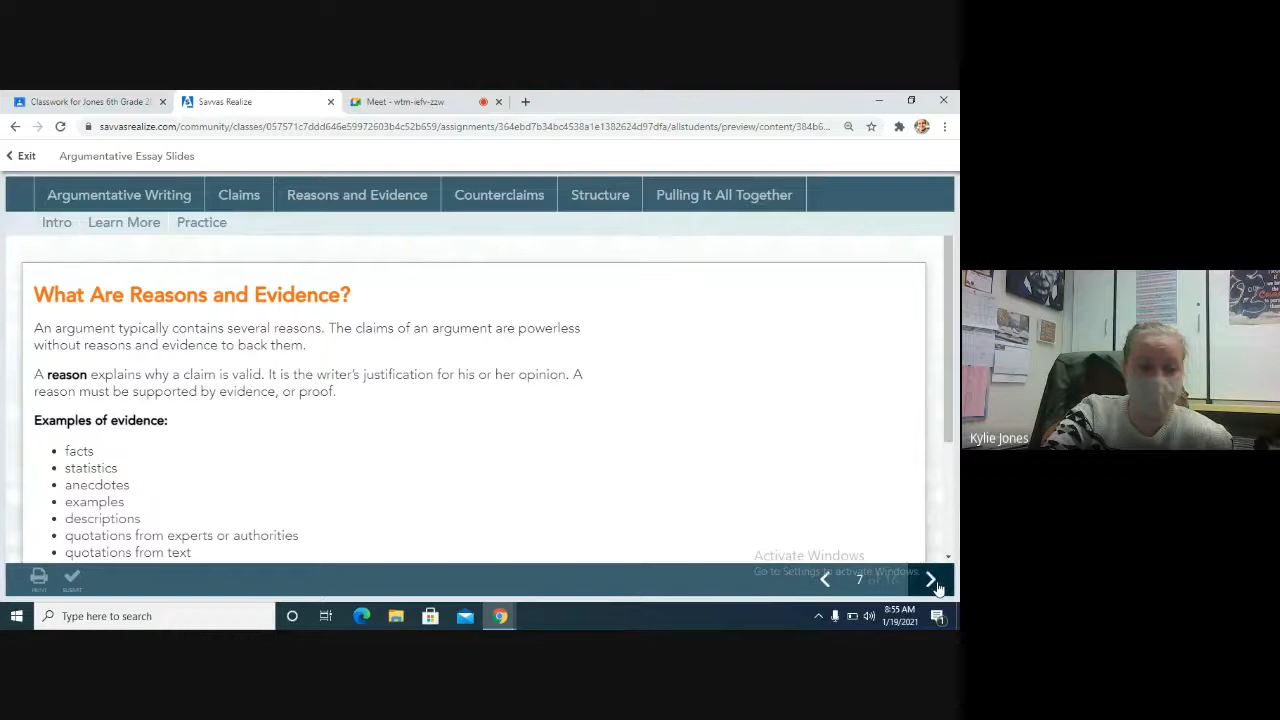 Classwork for Jones 6th Grade 2
Savvas Realize
Meet - wtm-iefv-zzw
savvasrealize.com/community/classes/057571c7ddd646e59972603b4c52b659/assignments/364ebd7b34bc4538a1e1382624d97dfa/allstudents/preview/content/384b6...
Exit
Argumentative Essay Slides
Argumentative Writing
Claims
Reasons and Evidence
Counterclaims
Structure
Pulling It All Together
Intro
Learn More
Practice
What Are Reasons and Evidence?
An argument typically contains several reasons. The claims of an argument are powerless
without reasons and evidence to back them.
A reason explains why a claim is valid. It is the writer's justification for his or her opinion. A
reason must be supported by evidence, or proof.
Examples of evidence:
• facts
• statistics
• anecdotes
• examples
• descriptions
• quotations from experts or authorities
• quotations from text
Activate Windows
Go to Settings to activate Windows.
PRINT
SUBMIT
7
Type here to search
8:55 AM
1/19/2021
Kylie Jones